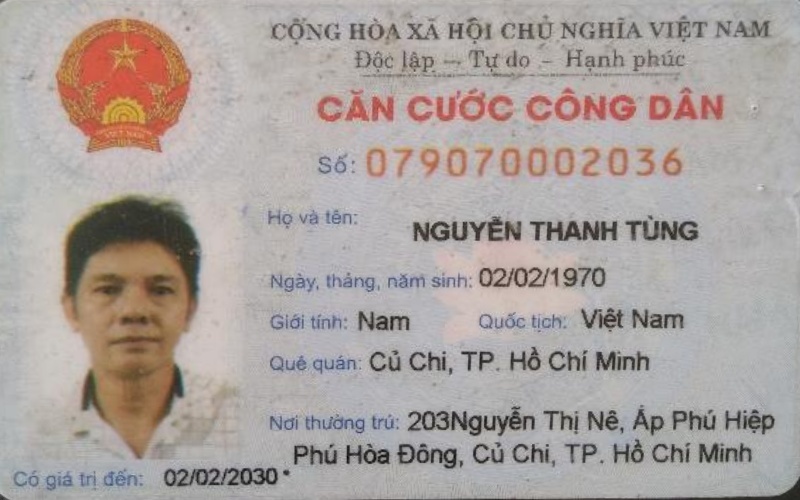 CỘNG HÒA XÃ HỘI CHỦ NGHĨA VIỆT NAM
Độc lập - Tự do - Hạnh phúc
CĂN CƯỚC CÔNG DÂN
Số: 079070002036
Họ và tên: NGUYỄN THANH TÙNG
Ngày, tháng, năm sinh: 02/02/1970
Giới tính: Nam Quốc tịch: Việt Nam
Quê quán: Củ Chi, TP. Hồ Chí Minh
Nơi thường trú: 203Nguyễn Thị Nê, Ấp Phú Hiệp
Phú Hòa Đông, Củ Chi, TP. Hồ Chí Minh
Có giá trị đến: 02/02/2030